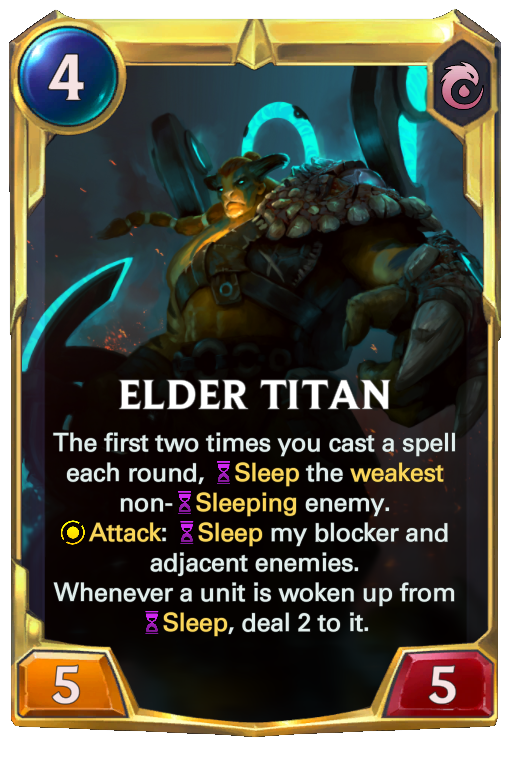 4
ELDER TITAN
The first two times you cast a spell
each round, Sleep the weakest
non-Sleeping enemy.
Attack: Sleep my blocker and
adjacent enemies.
Whenever a unit is woken up from
Sleep, deal 2 to it.
5 5